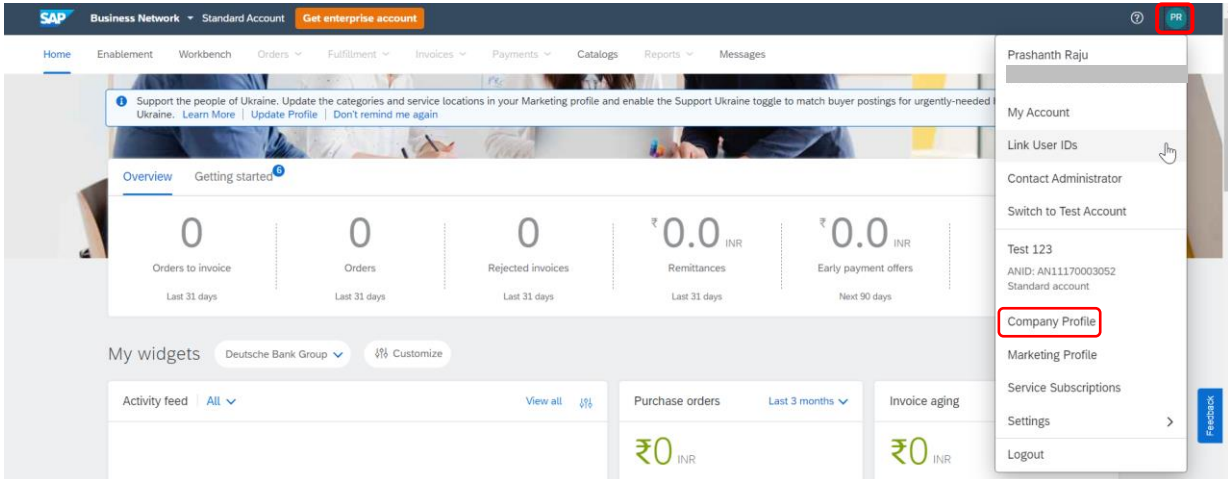 SAP Business Network Standard Account Get enterprise account PR
Home Enablement Workbench Orders Fulfillment Invoices Payments Catalogs Reports Messages
Support the people of Ukraine. Update the categories and service locations in your Marketing profile and enable the Support Ukraine toggle to match buyer postings for urgently-needed
Ukraine. Learn More | Update Profile | Don't remind me again
Overview Getting started 6
0 0 0 ₹0.0 INR ₹0.0 INR
Orders to invoice Orders Rejected invoices Remittances Early payment offers
Last 31 days Last 31 days Last 31 days Last 31 days Next 90 days
My widgets Deutsche Bank Group Customize
Activity feed All View all Purchase orders Last 3 months Invoice aging
₹0 INR ₹0 INR
Prashanth Raju
My Account
Link User IDs
Contact Administrator
Switch to Test Account
Test 123
ANID: AN11170003052
Standard account
Company Profile
Marketing Profile
Service Subscriptions
Settings
Logout
Feedback